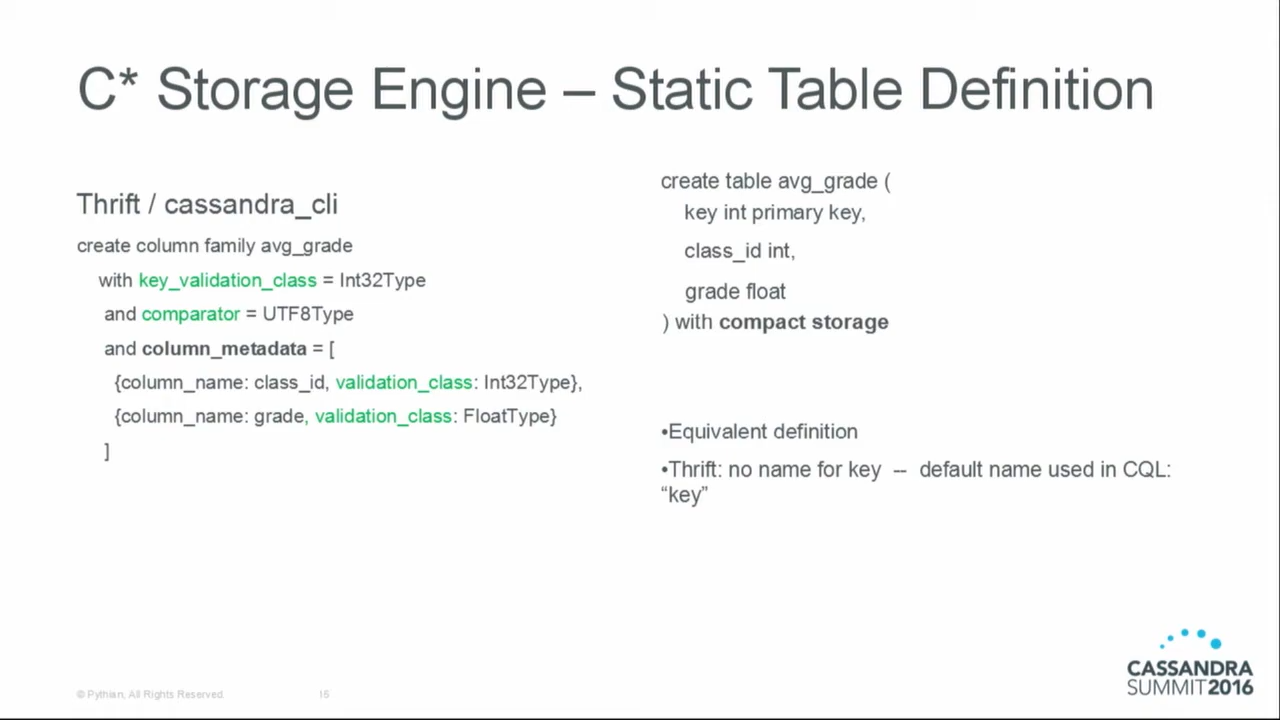 C* Storage Engine – Static Table Definition
Thrift / cassandra_cli
create column family avg_grade
with key_validation_class = Int32Type
and comparator = UTF8Type
and column_metadata = [
{column_name: class_id, validation_class: Int32Type},
{column_name: grade, validation_class: FloatType}
]
create table avg_grade (
key int primary key,
class_id int,
grade float
) with compact storage
•Equivalent definition
•Thrift: no name for key -- default name used in CQL:
“key”
© Pythian, All Rights Reserved.
15
CASSANDRA
SUMMIT2016